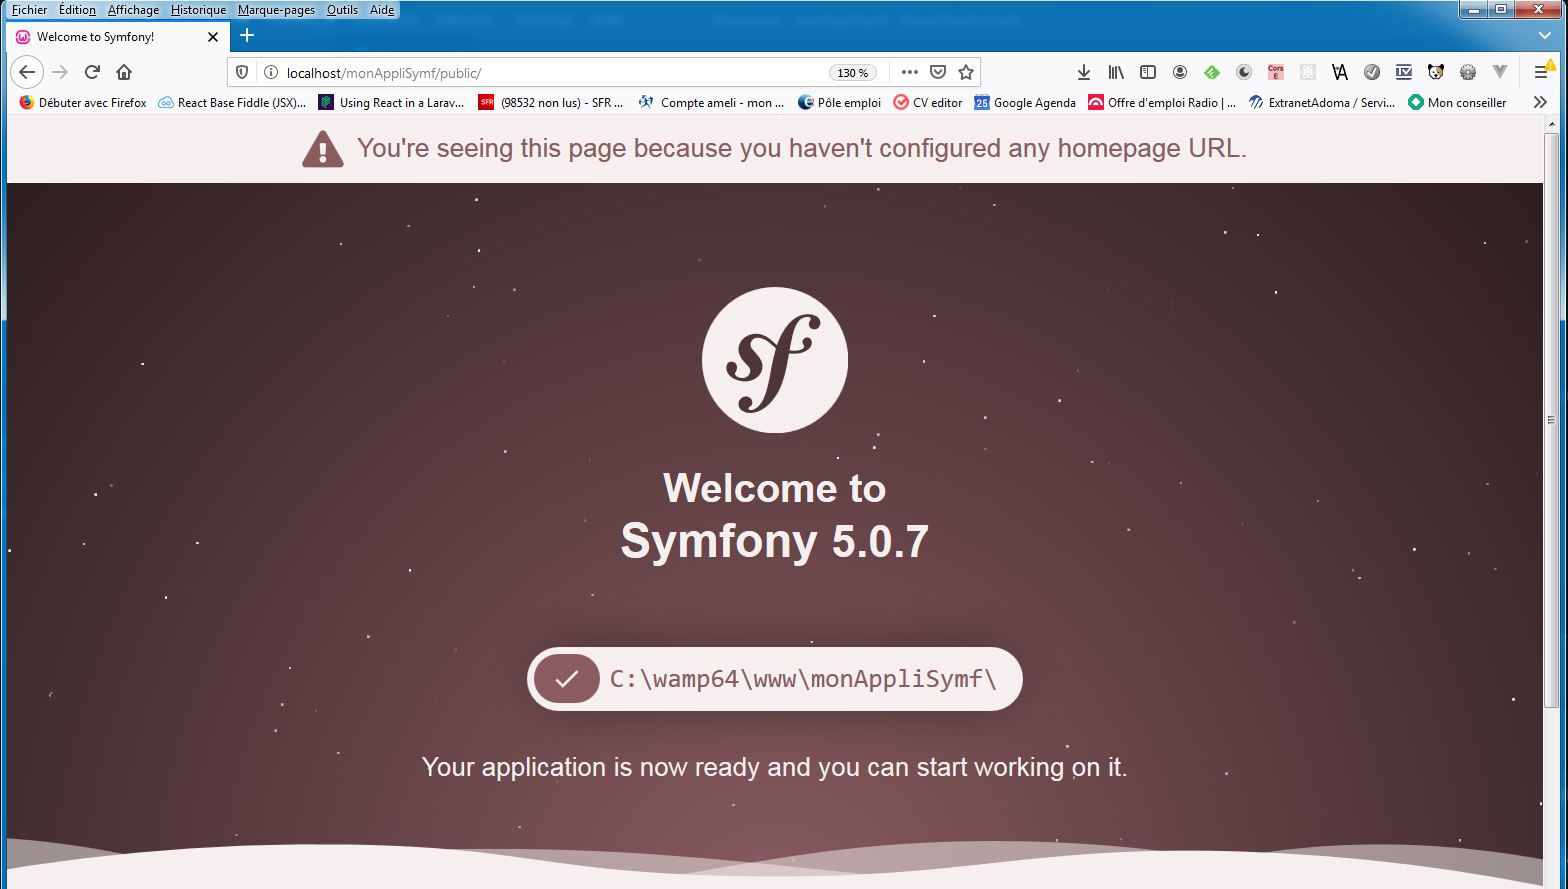 Fichier Édition Affichage Historique Marque-pages Outils Aide
Welcome to Symfony!
localhost/monAppliSymf/public/ 130 %
Débuter avec Firefox React Base Fiddle (JSX)... Using React in a Larav... SFR (98532 non lus) - SFR ... Compte ameli - mon ... Pôle emploi CV editor 25 Google Agenda Offre d'emploi Radio | ... ExtranetAdoma / Servi... Mon conseiller
You're seeing this page because you haven't configured any homepage URL.
sf
Welcome to
Symfony 5.0.7
C:\wamp64\www\monAppliSymf\
Your application is now ready and you can start working on it.